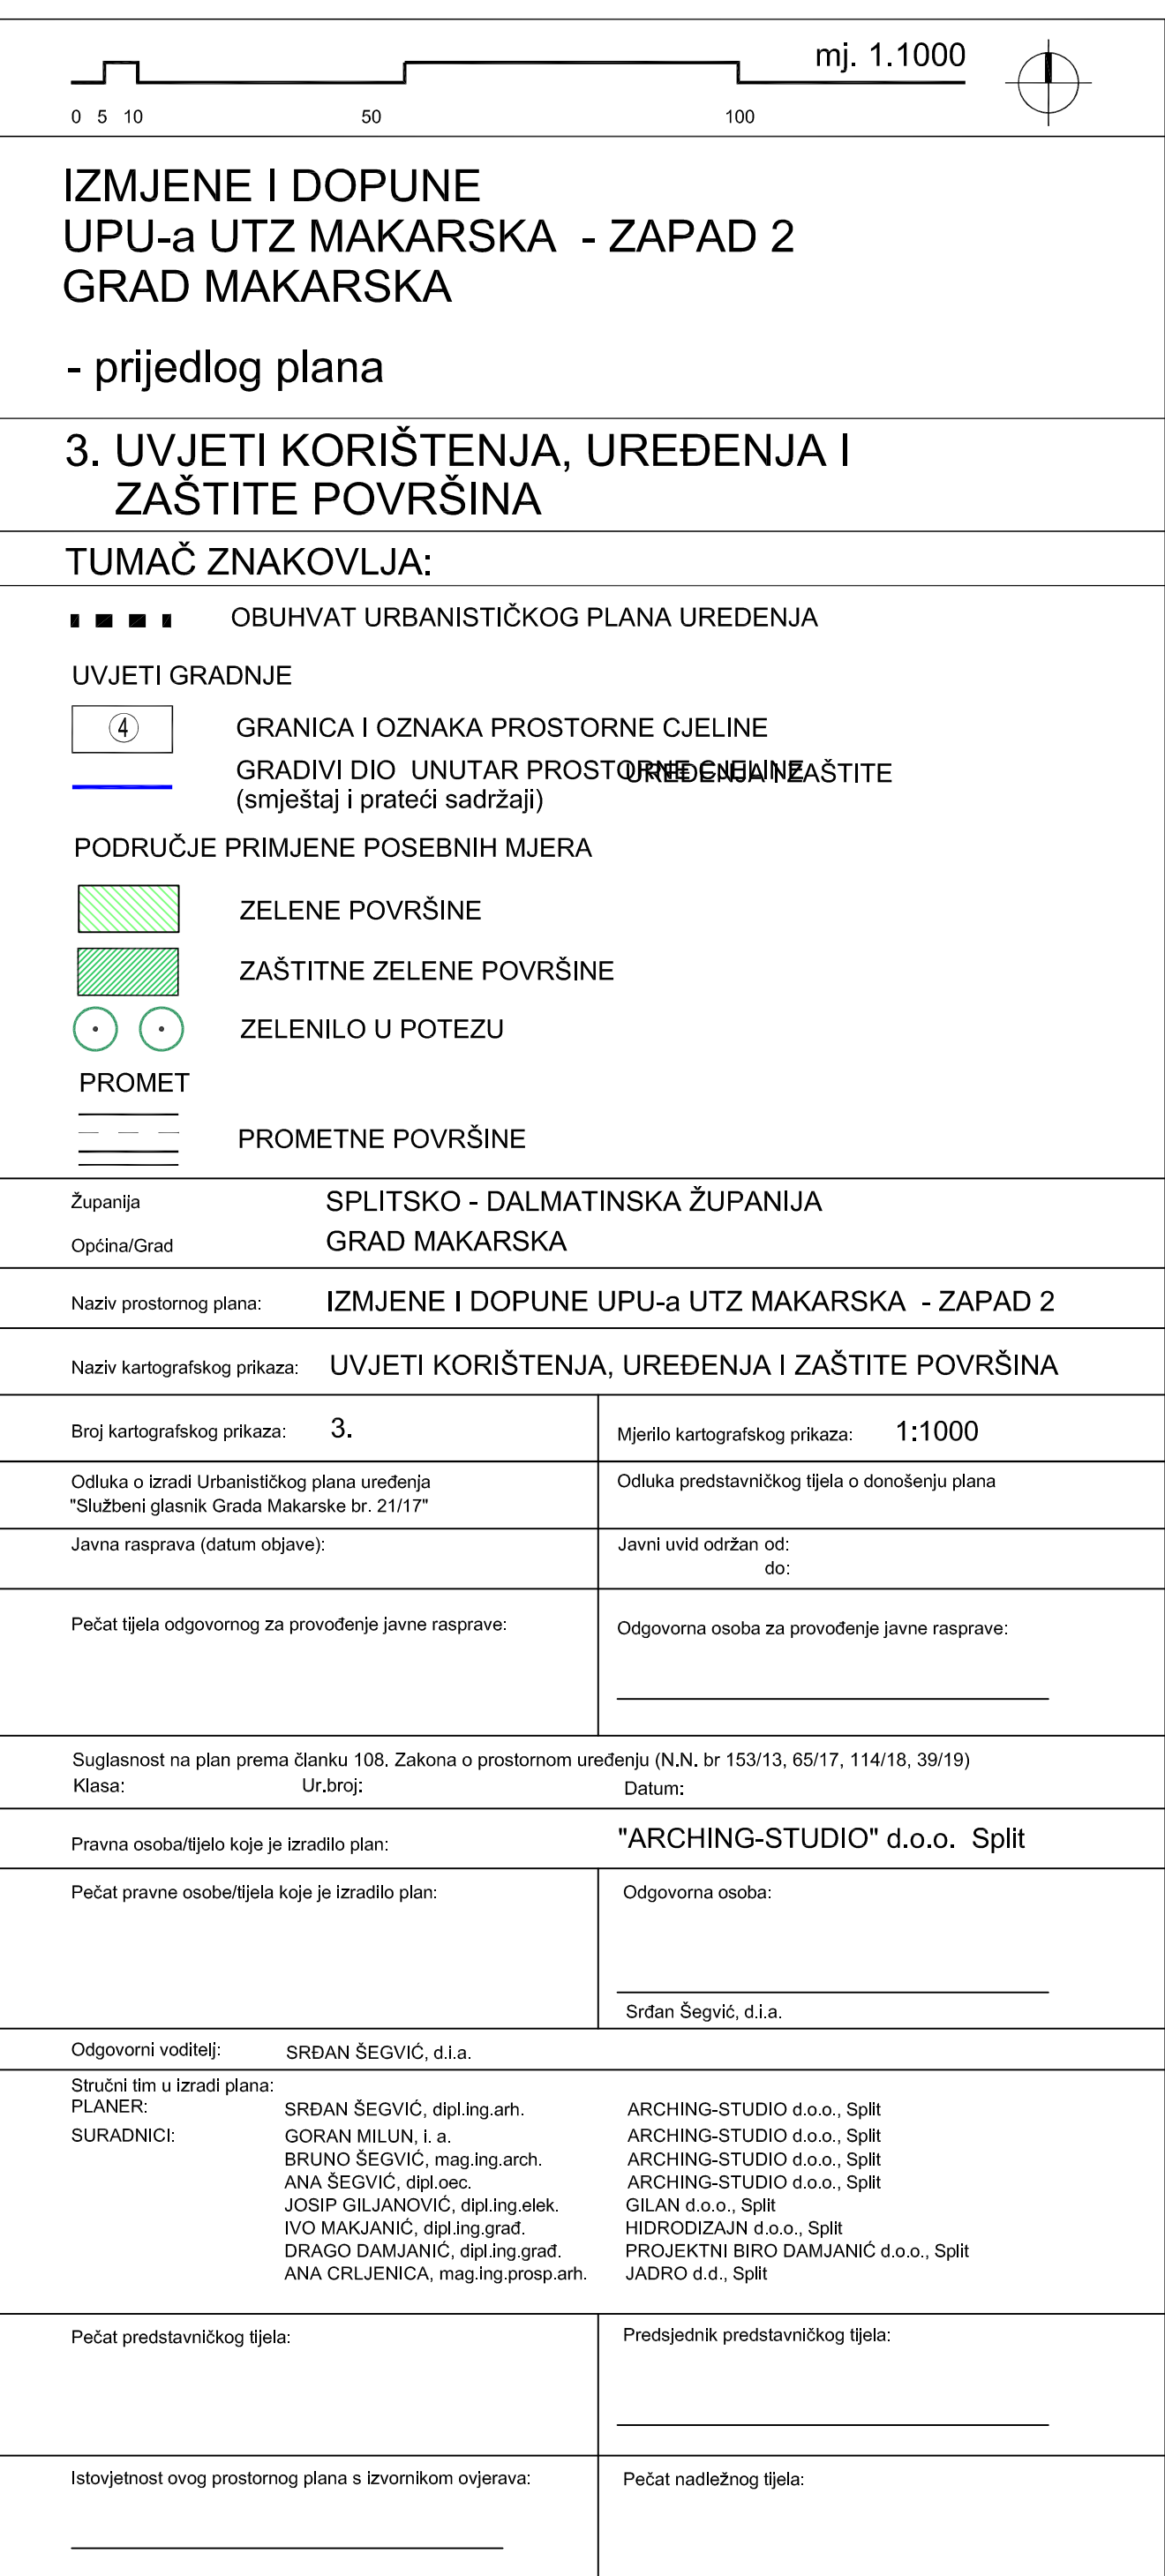 mj. 1.1000
0 5 10 50 100
IZMJENE I DOPUNE
UPU-a UTZ MAKARSKA - ZAPAD 2
GRAD MAKARSKA
- prijedlog plana
3. UVJETI KORIŠTENJA, UREĐENJA I
ZAŠTITE POVRŠINA
TUMAČ ZNAKOVLJA:
OBUHVAT URBANISTIČKOG PLANA UREDENJA
UVJETI GRADNJE
4 GRANICA I OZNAKA PROSTORNE CJELINE
GRADIVI DIO UNUTAR PROSTORNE CJELINE
UREĐENJA I ZAŠTITE
(smještaj i prateći sadržaji)
PODRUČJE PRIMJENE POSEBNIH MJERA
ZELENE POVRŠINE
ZAŠTITNE ZELENE POVRŠINE
ZELENILO U POTEZU
PROMET
PROMETNE POVRŠINE
Županija SPLITSKO - DALMATINSKA ŽUPANIJA
Općina/Grad GRAD MAKARSKA
Naziv prostornog plana: IZMJENE I DOPUNE UPU-a UTZ MAKARSKA - ZAPAD 2
Naziv kartografskog prikaza: UVJETI KORIŠTENJA, UREĐENJA I ZAŠTITE POVRŠINA
Broj kartografskog prikaza: 3.
Mjerilo kartografskog prikaza: 1:1000
Odluka o izradi Urbanističkog plana uređenja
"Službeni glasnik Grada Makarske br. 21/17"
Odluka predstavničkog tijela o donošenju plana
Javna rasprava (datum objave):
Javni uvid održan od:
do:
Pečat tijela odgovornog za provođenje javne rasprave:
Odgovorna osoba za provođenje javne rasprave:
Suglasnost na plan prema članku 108. Zakona o prostornom uređenju (N.N. br 153/13, 65/17, 114/18, 39/19)
Klasa: Ur.broj: Datum:
Pravna osoba/tijelo koje je izradilo plan: "ARCHING-STUDIO" d.o.o. Split
Pečat pravne osobe/tijela koje je izradilo plan:
Odgovorna osoba:
Srđan Šegvić, d.i.a.
Odgovorni voditelj: SRĐAN ŠEGVIĆ, d.i.a.
Stručni tim u izradi plana:
PLANER: SRĐAN ŠEGVIĆ, dipl.ing.arh. ARCHING-STUDIO d.o.o., Split
SURADNICI: GORAN MILUN, i. a. ARCHING-STUDIO d.o.o., Split
BRUNO ŠEGVIĆ, mag.ing.arch. ARCHING-STUDIO d.o.o., Split
ANA ŠEGVIĆ, dipl.oec. ARCHING-STUDIO d.o.o., Split
JOSIP GILJANOVIĆ, dipl.ing.elek. GILAN d.o.o., Split
IVO MAKJANIĆ, dipl.ing.građ. HIDRODIZAJN d.o.o., Split
DRAGO DAMJANIĆ, dipl.ing.građ. PROJEKTNI BIRO DAMJANIĆ d.o.o., Split
ANA CRLJENICA, mag.ing.prosp.arh. JADRO d.d., Split
Pečat predstavničkog tijela:
Predsjednik predstavničkog tijela:
Istovjetnost ovog prostornog plana s izvornikom ovjerava:
Pečat nadležnog tijela: